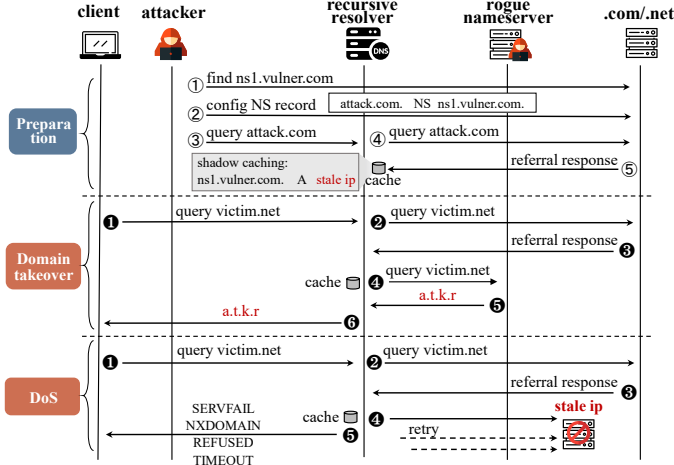 client
attacker
recursive
resolver
rogue
nameserver
.com/.net
DNS
① find ns1.vulner.com
② config NS record
attack.com. NS ns1.vulner.com.
Prepara
tion
③ query attack.com
④ query attack.com
shadow caching:
ns1.vulner.com. A stale ip
cache
referral response ⑤
❶ query victim.net
❷ query victim.net
referral response ❸
Domain
takeover
cache ❹ query victim.net
a.t.k.r ❺
a.t.k.r ❻
❶ query victim.net
❷ query victim.net
referral response ❸
DoS
stale ip
cache ❹
❺
SERVFAIL
NXDOMAIN
REFUSED
TIMEOUT
retry